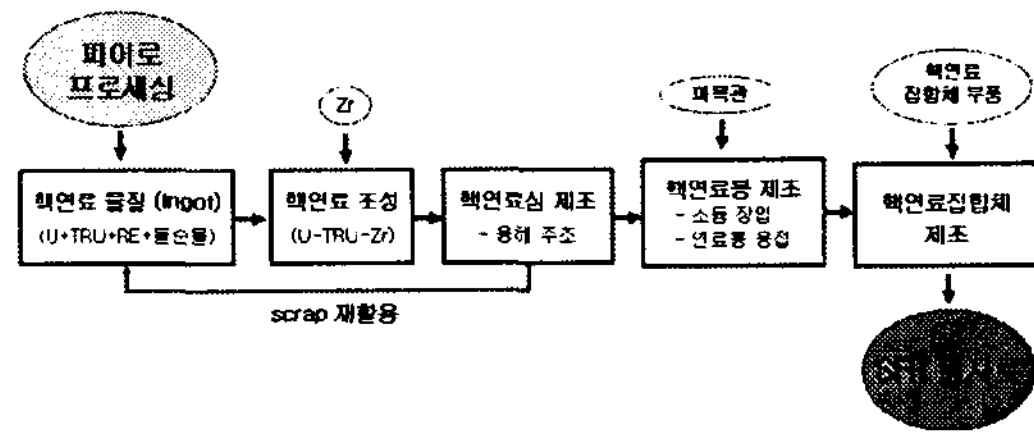 파이로
프로세싱
Zr
피복관
핵연료
집합체 부품
핵연료 물질 (Ingot)
(U+TRU+RE+불순물)
핵연료 조성
(U-TRU-Zr)
핵연료심 제조
- 용해 주조
핵연료봉 제조
- 소듐 장입
- 연료봉 용접
핵연료집합체
제조
scrap 재활용